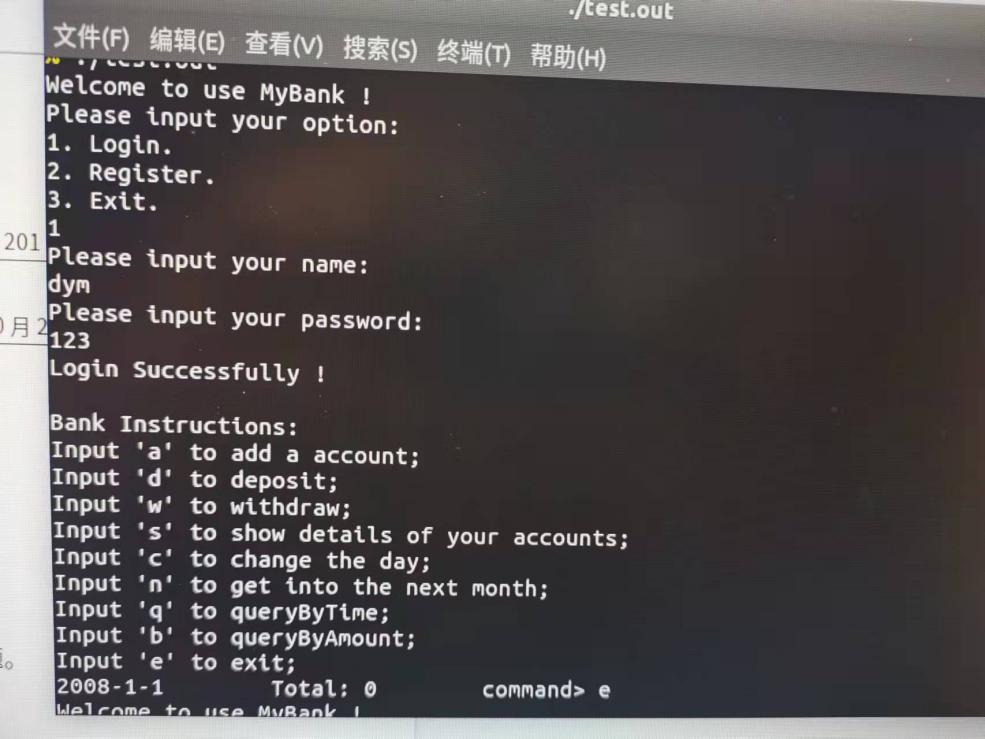 ./test.out
文件(F) 编辑(E) 查看(V) 搜索(S) 终端(T) 帮助(H)
./test.out
Welcome to use MyBank !
Please input your option:
1. Login.
2. Register.
3. Exit.
1
Please input your name:
dym
Please input your password:
123
Login Successfully !
Bank Instructions:
Input 'a' to add a account;
Input 'd' to deposit;
Input 'w' to withdraw;
Input 's' to show details of your accounts;
Input 'c' to change the day;
Input 'n' to get into the next month;
Input 'q' to queryByTime;
Input 'b' to queryByAmount;
Input 'e' to exit;
2008-1-1 Total: 0 command> e
Welcome to use MyBank !
201
月 2